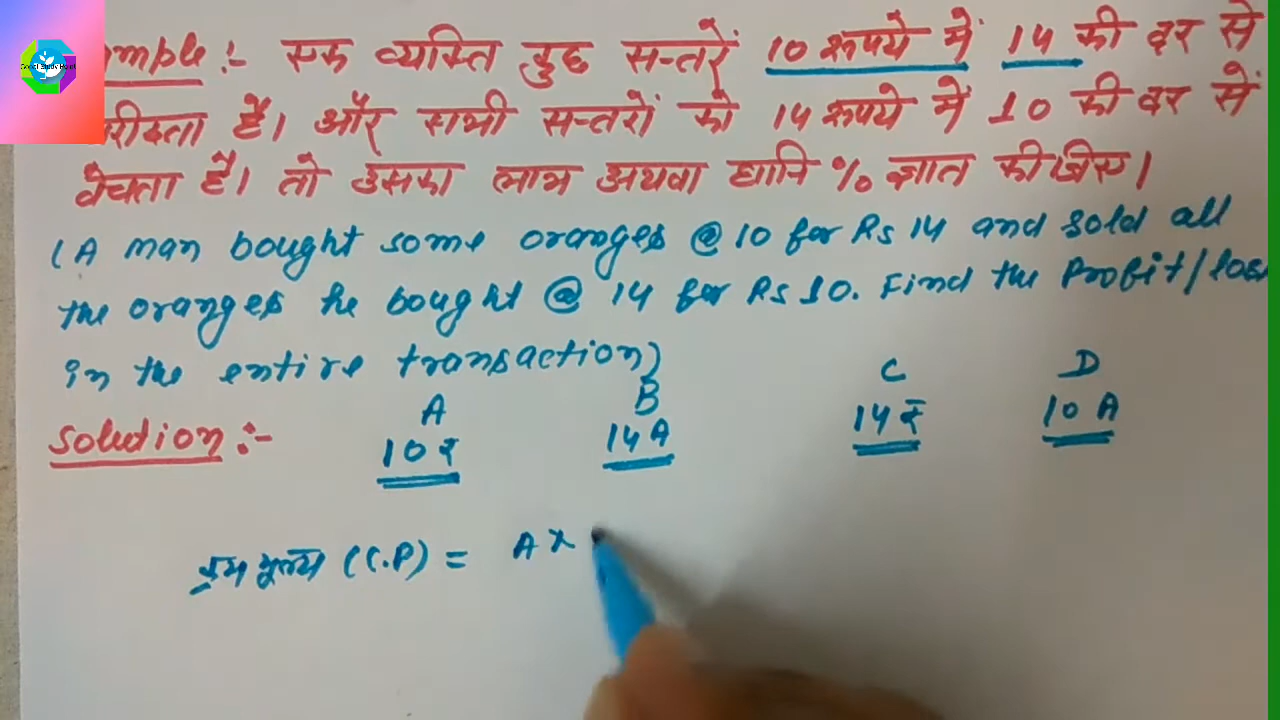 ample :- एक व्यक्ति कुछ सन्तरें 10 रूपये में 14 की दर से
रीदता है। और सभी सन्तरों को 14 रूपये में 10 की दर से
वेचता है। तो उसका लाभ अथवा हानि % ज्ञात कीजिए।
(A man bought some oranges @ 10 for Rs 14 and sold all
the oranges he bought @ 14 for Rs 10. Find the Profit/loss
in the entire transaction)
A B C D
Solution :- 10₹ 14A 14₹ 10A
क्रय मूल्य (C.P) = A×